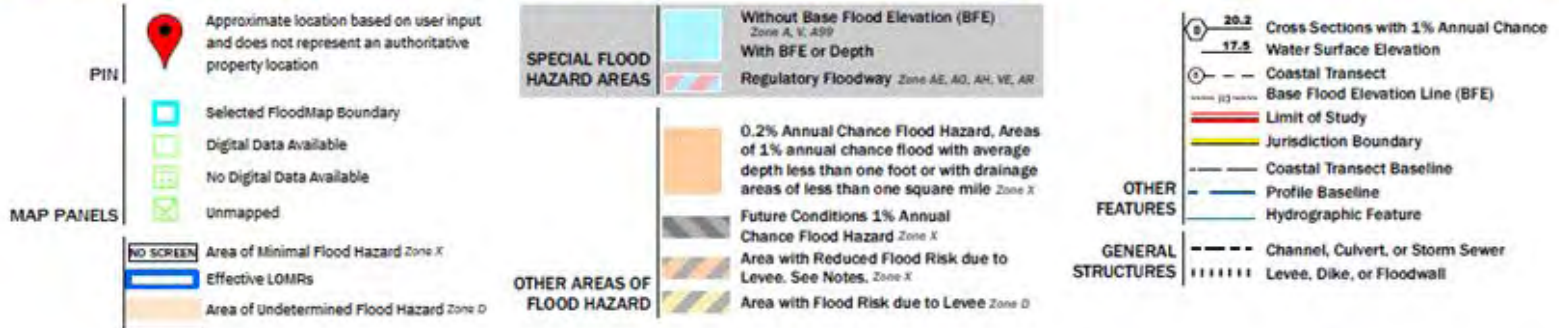 PIN
Approximate location based on user input
and does not represent an authoritative
property location
MAP PANELS
Selected FloodMap Boundary
Digital Data Available
No Digital Data Available
Unmapped
NO SCREEN Area of Minimal Flood Hazard Zone X
Effective LOMRs
Area of Undetermined Flood Hazard Zone D
SPECIAL FLOOD
HAZARD AREAS
Without Base Flood Elevation (BFE)
Zone A, V, A99
With BFE or Depth
Regulatory Floodway Zone AE, AO, AH, VE, AR
OTHER AREAS OF
FLOOD HAZARD
0.2% Annual Chance Flood Hazard, Areas
of 1% annual chance flood with average
depth less than one foot or with drainage
areas of less than one square mile Zone X
Future Conditions 1% Annual
Chance Flood Hazard Zone X
Area with Reduced Flood Risk due to
Levee. See Notes. Zone X
Area with Flood Risk due to Levee Zone D
OTHER
FEATURES
20.2 Cross Sections with 1% Annual Chance
17.5 Water Surface Elevation
Coastal Transect
Base Flood Elevation Line (BFE)
Limit of Study
Jurisdiction Boundary
Coastal Transect Baseline
Profile Baseline
Hydrographic Feature
GENERAL
STRUCTURES
Channel, Culvert, or Storm Sewer
Levee, Dike, or Floodwall